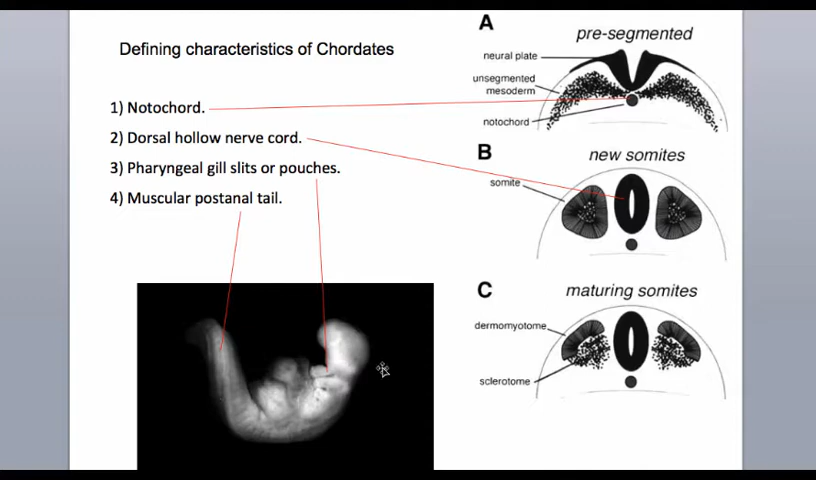 Defining characteristics of Chordates
1) Notochord.
2) Dorsal hollow nerve cord.
3) Pharyngeal gill slits or pouches.
4) Muscular postanal tail.
A
pre-segmented
neural plate
unsegmented
mesoderm
notochord
B
new somites
somite
C
maturing somites
dermomyotome
sclerotome